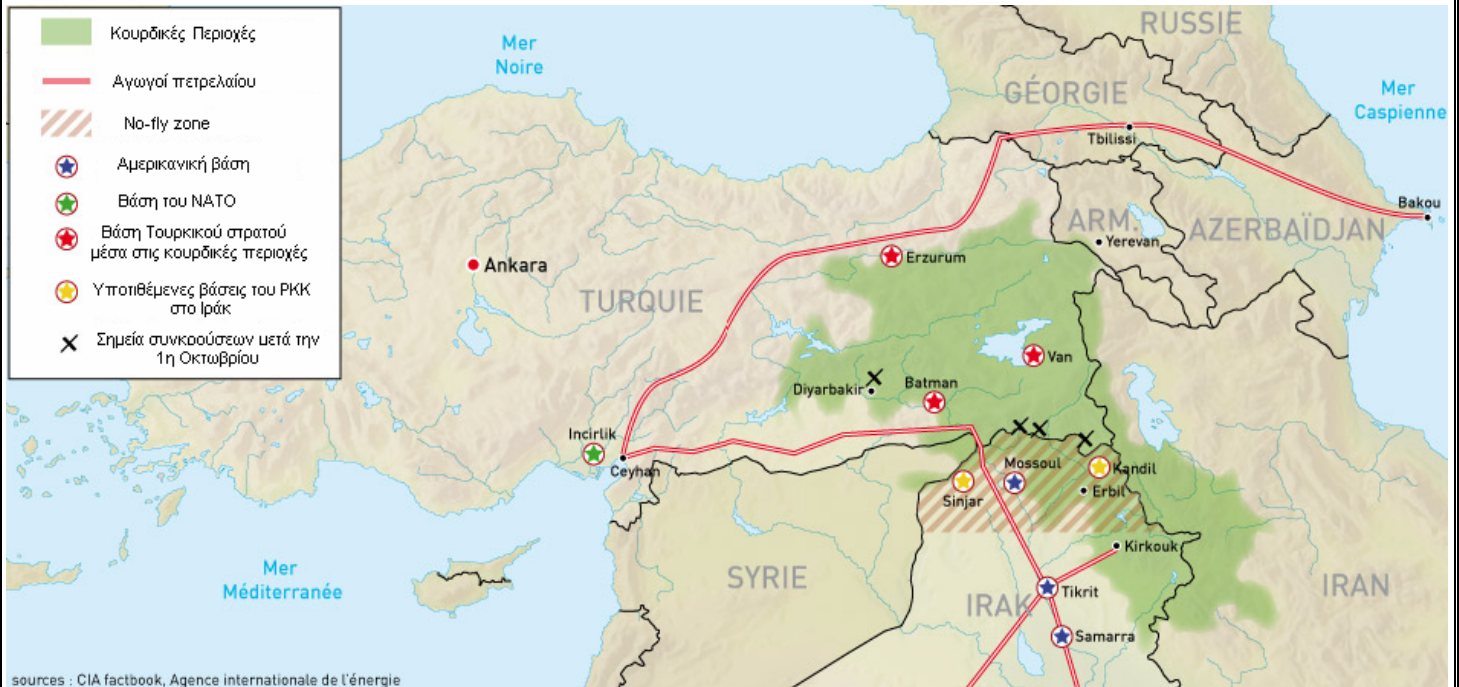 Κουρδικές Περιοχές
Αγωγοί πετρελαίου
No-fly zone
Αμερικανική βάση
Βάση του ΝΑΤΟ
Βάση Τουρκικού στρατού
μέσα στις κουρδικές περιοχές
Υποτιθέμενες βάσεις του PKK
στο Ιράκ
Σημεία συνκρούσεων μετά την
1η Οκτωβρίου
RUSSIE
Mer
Noire
GÉORGIE
Mer
Caspienne
Tbilissi
Bakou
ARM.
AZERBAÏDJAN
Yerevan
Erzurum
Ankara
TURQUIE
Van
Diyarbakir
Batman
Incirlik
Ceyhan
Mossoul
Kandil
Sinjar
Erbil
Kirkouk
Mer
Méditerranée
SYRIE
IRAK
Tikrit
IRAN
Samarra
sources : CIA factbook, Agence internationale de l'énergie